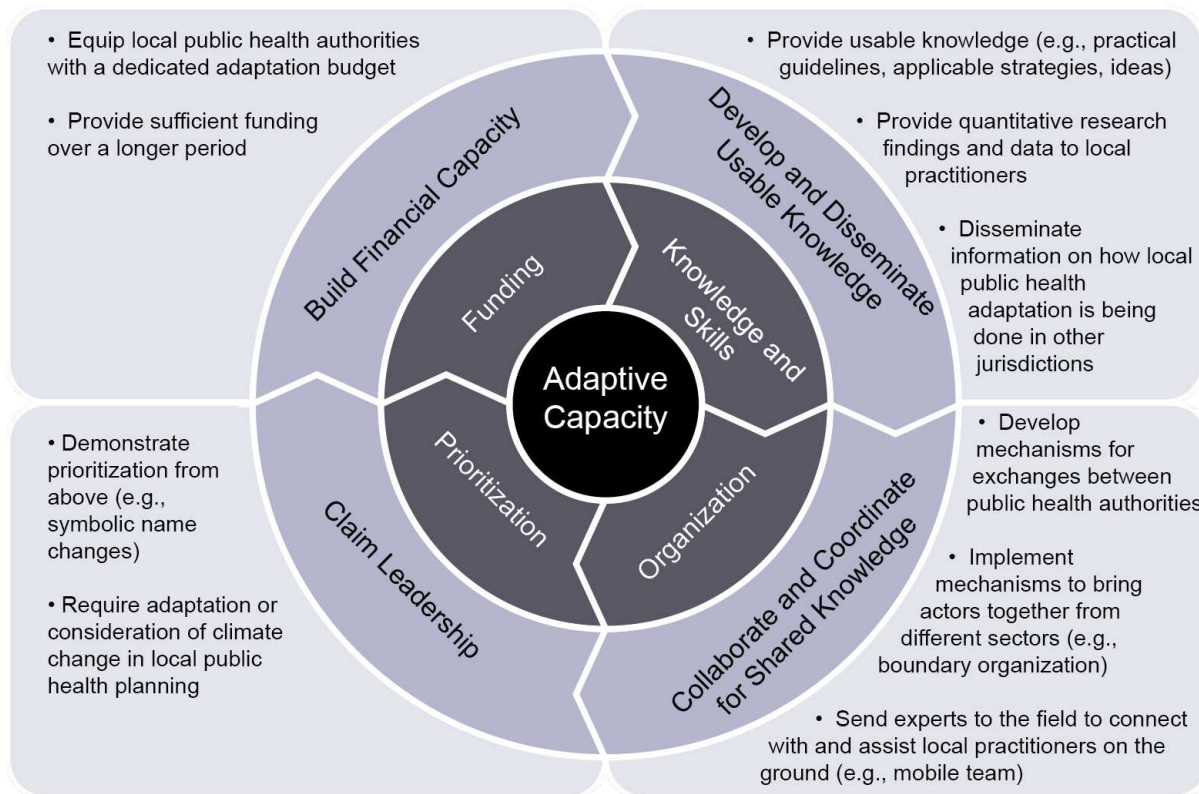 • Equip local public health authorities
with a dedicated adaptation budget
• Provide sufficient funding
over a longer period
• Provide usable knowledge (e.g., practical
guidelines, applicable strategies, ideas)
• Provide quantitative research
findings and data to local
practitioners
• Disseminate
information on how local
public health
adaptation is being
done in other
jurisdictions
Build Financial Capacity
Develop and Disseminate
Usable Knowledge
Funding
Knowledge and
Skills
Adaptive
Capacity
Prioritization
Organization
Claim Leadership
Collaborate and Coordinate
for Shared Knowledge
• Demonstrate
prioritization from
above (e.g.,
symbolic name
changes)
• Require adaptation or
consideration of climate
change in local public
health planning
• Develop
mechanisms for
exchanges between
public health authorities
• Implement
mechanisms to bring
actors together from
different sectors (e.g.,
boundary organization)
• Send experts to the field to connect
with and assist local practitioners on the
ground (e.g., mobile team)